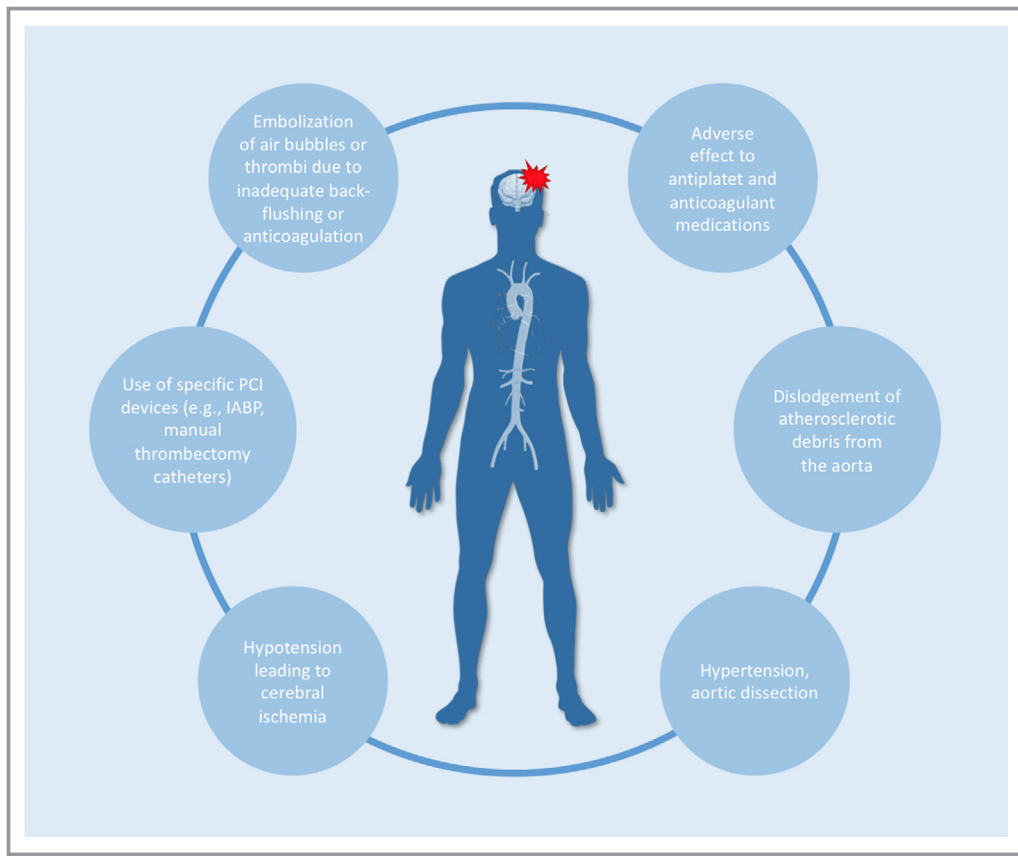 Embolization
of air bubbles or
thrombi due to
inadequate back-
flushing or
anticoagulation
Adverse
effect to
antiplatet and
anticoagulant
medications
Use of specific PCI
devices (e.g., IABP,
manual
thrombectomy
catheters)
Dislodgement of
atherosclerotic
debris from
the aorta
Hypotension
leading to
cerebral
ischemia
Hypertension,
aortic dissection